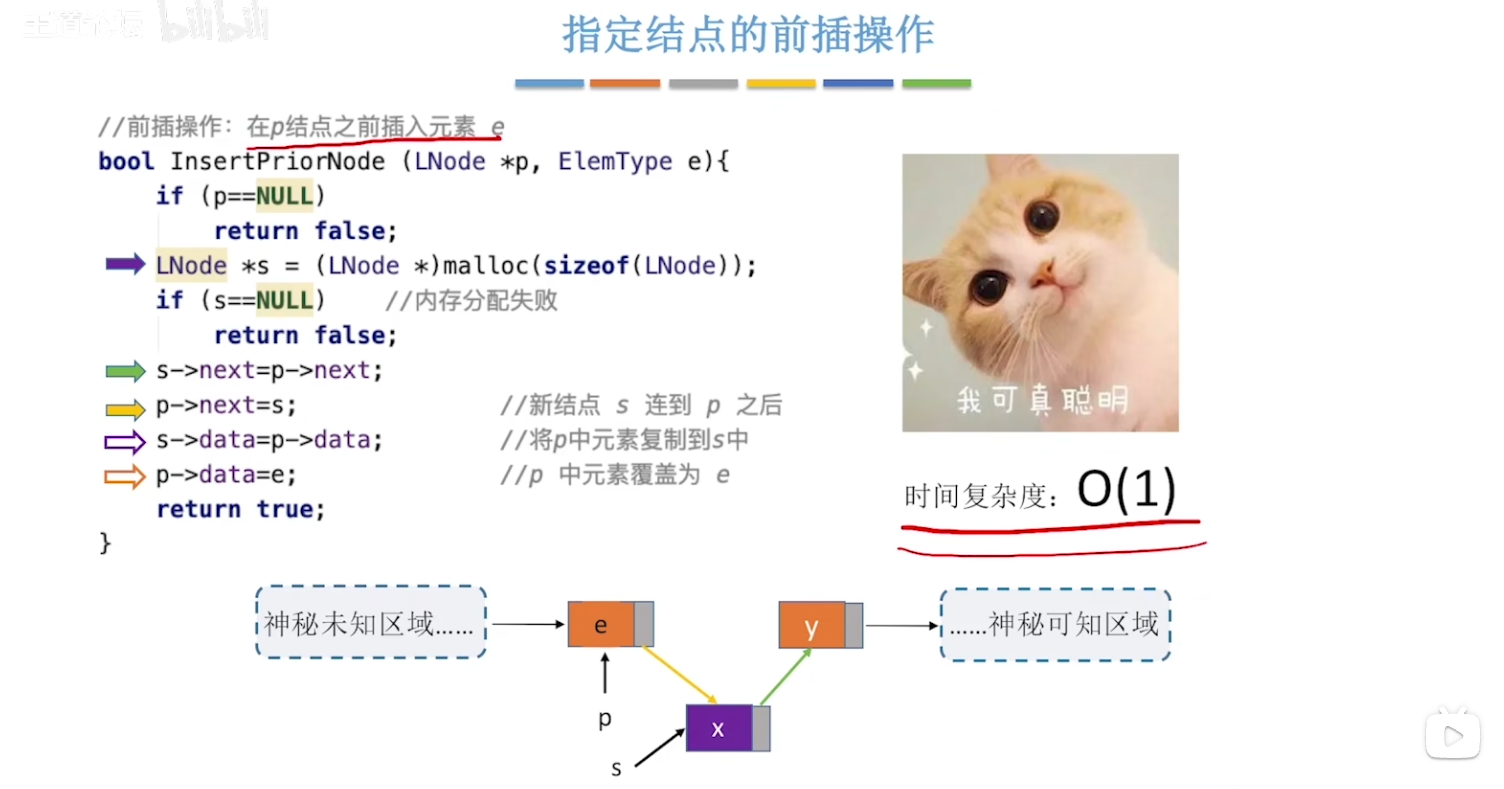 王道论坛 bilibili
指定结点的前插操作
//前插操作：在p结点之前插入元素 e
bool InsertPriorNode (LNode *p, ElemType e){
if (p==NULL)
return false;
LNode *s = (LNode *)malloc(sizeof(LNode));
if (s==NULL) //内存分配失败
return false;
s->next=p->next;
p->next=s; //新结点 s 连到 p 之后
s->data=p->data; //将p中元素复制到s中
p->data=e; //p 中元素覆盖为 e
return true;
}
我可真聪明
时间复杂度：O(1)
神秘未知区域……
e
y
……神秘可知区域
p
x
s